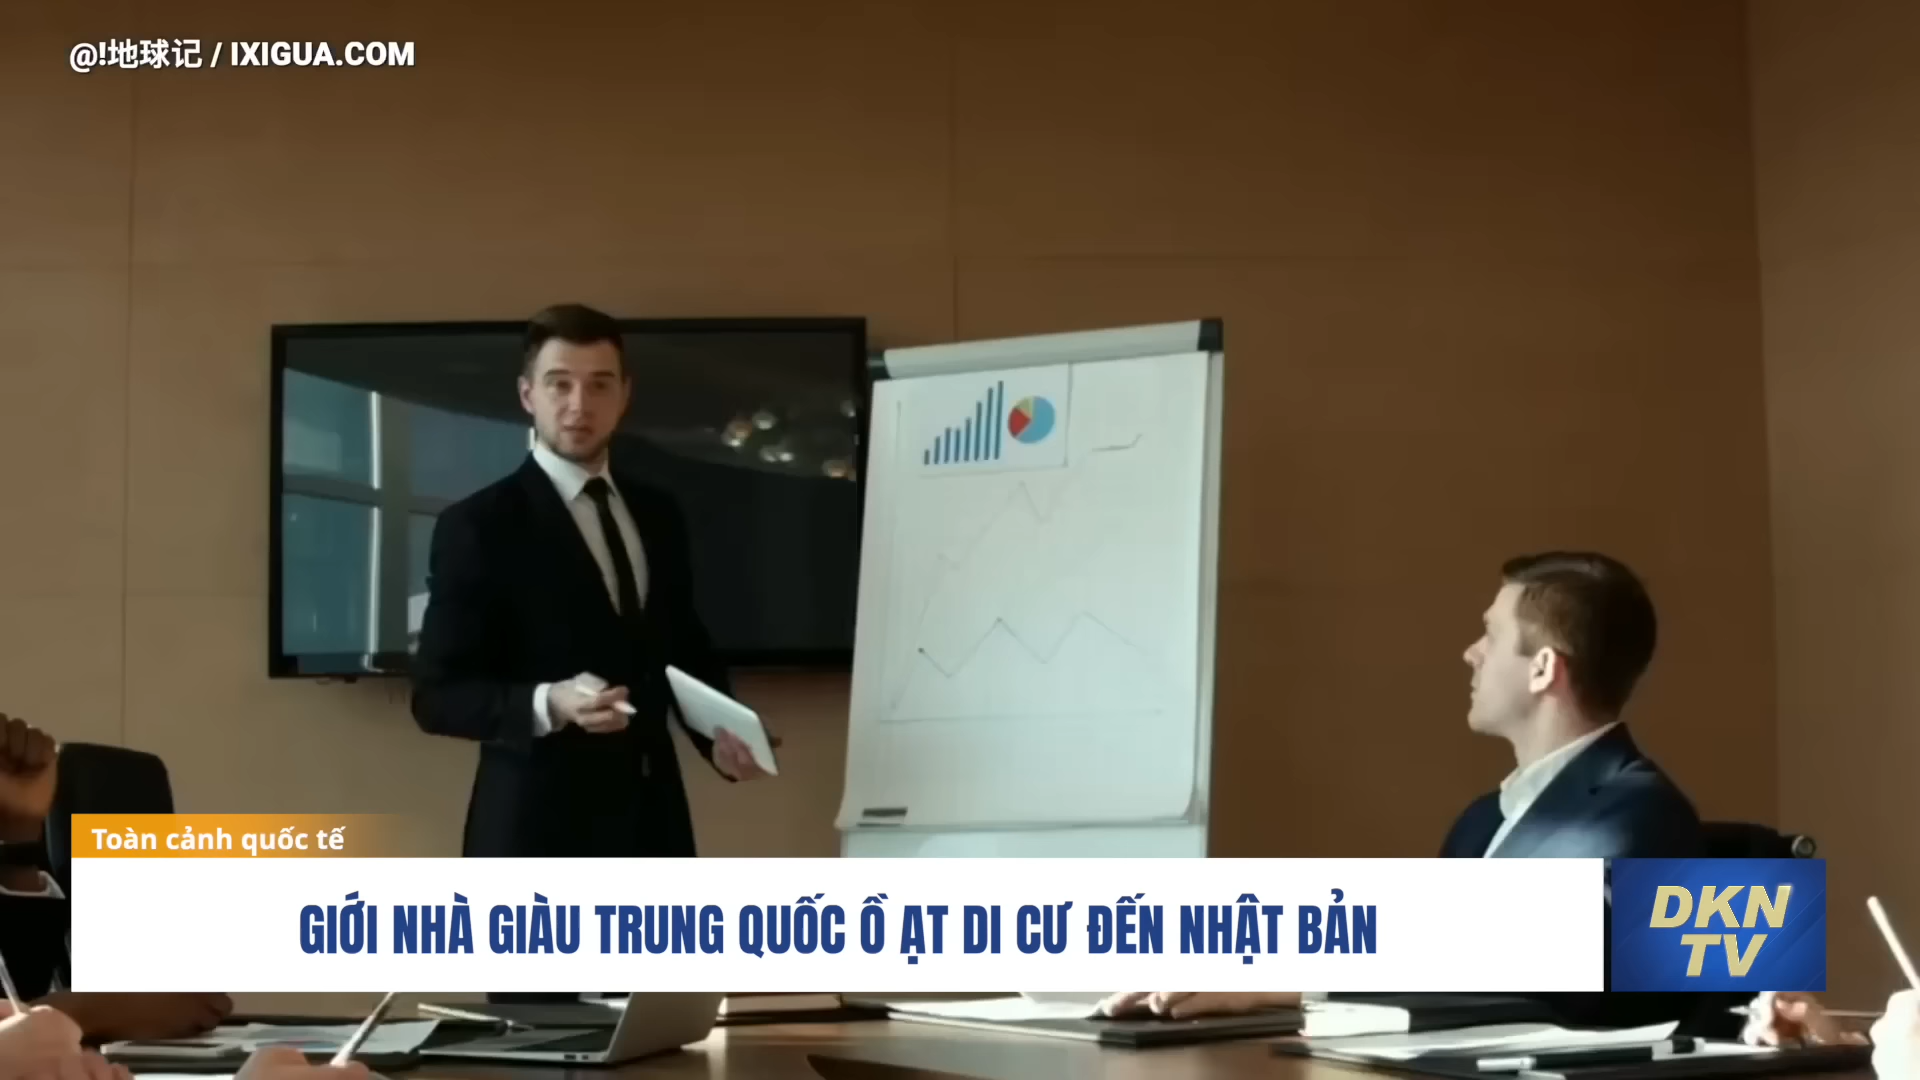 @!地球记 / IXIGUA.COM
Toàn cảnh quốc tế
GIỚI NHÀ GIÀU TRUNG QUỐC Ồ ẠT DI CƯ ĐẾN NHẬT BẢN
DKN
TV